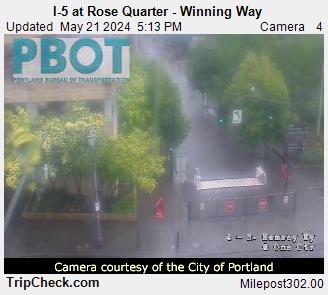 I-5 at Rose Quarter - Winning Way
Updated May 21 2024 5:13 PM Camera 4
PBOT
PORTLAND BUREAU OF TRANSPORTATION
Camera courtesy of the City of Portland
TripCheck.com Milepost302.00